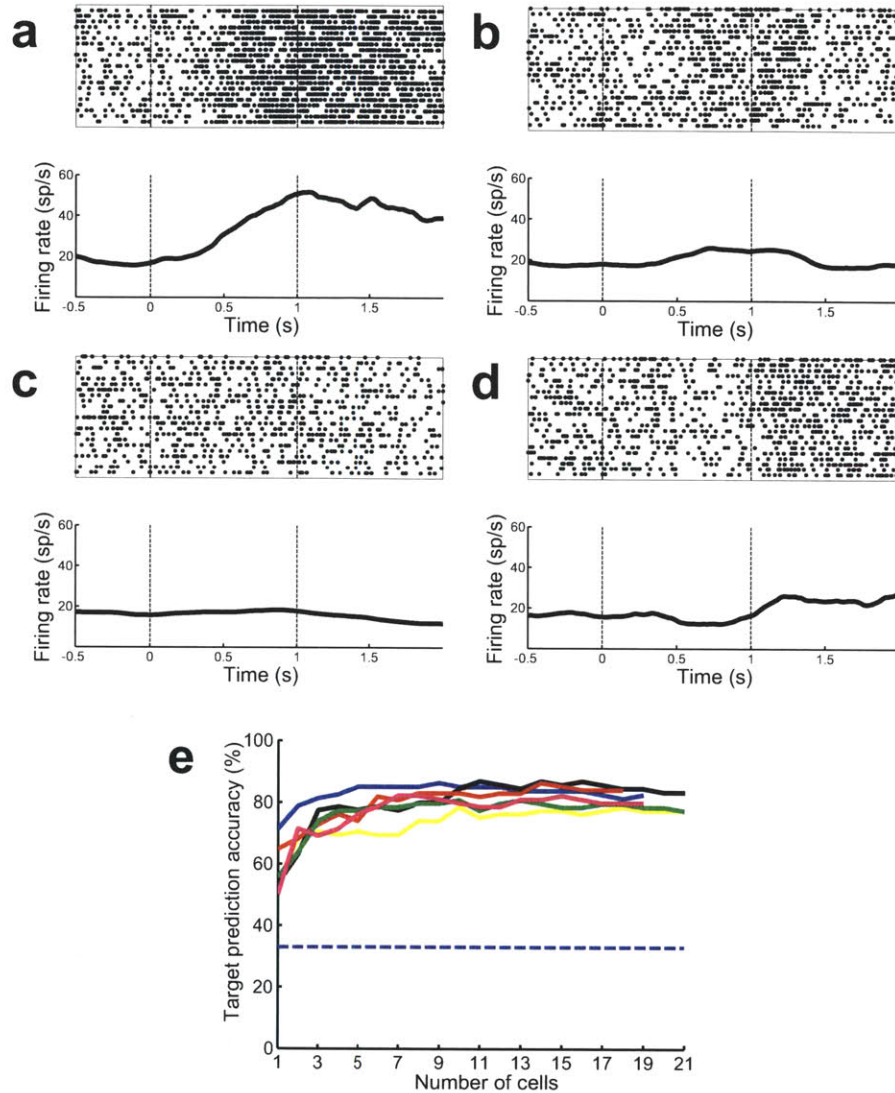 a
60
40
20
Firing rate (sp/s)
-0.5 0 0.5 1 1.5
Time (s)
b
60
40
20
Firing rate (sp/s)
-0.5 0 0.5 1 1.5
Time (s)
c
60
40
20
Firing rate (sp/s)
-0.5 0 0.5 1 1.5
Time (s)
d
60
40
20
Firing rate (sp/s)
-0.5 0 0.5 1 1.5
Time (s)
e
100
80
60
40
20
0
Target prediction accuracy (%)
1 3 5 7 9 11 13 15 17 19 21
Number of cells